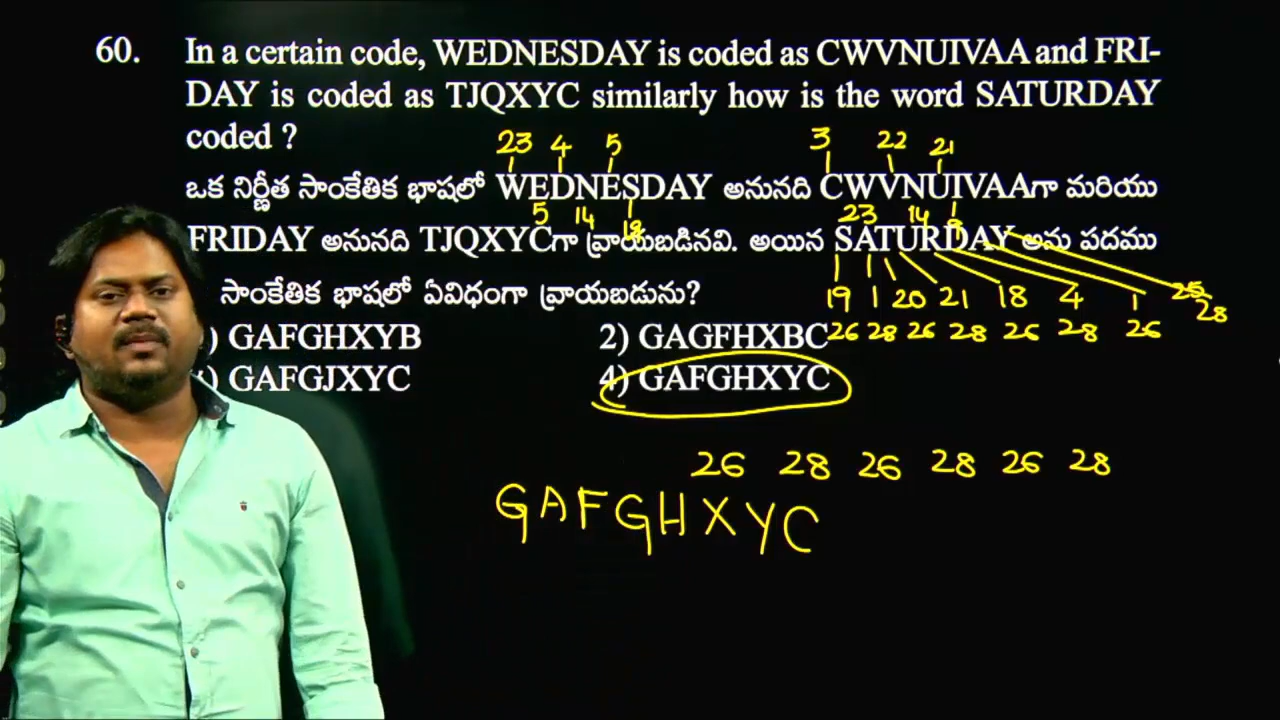 60. In a certain code, WEDNESDAY is coded as CWVNUIVAA and FRI-
DAY is coded as TJQXYC similarly how is the word SATURDAY
coded ?
23 4 5 3 22 21
ఒక నిర్ణీత సాంకేతిక భాషలో WEDNESDAY అనునది CWVNUIVAAగా మరియు
5 14 23 14 9
FRIDAY అనునది TJQXYCగా వ్రాయబడినవి. అయిన SATURDAY అను పదము
సాంకేతిక భాషలో ఏవిధంగా వ్రాయబడును?
19 1 20 21 18 4 1 25
26 28 26 28 26 28 26 28
) GAFGHXYB 2) GAGFHXBC
) GAFGJXYC 4) GAFGHXYC
26 28 26 28 26 28
GAFGHXYC